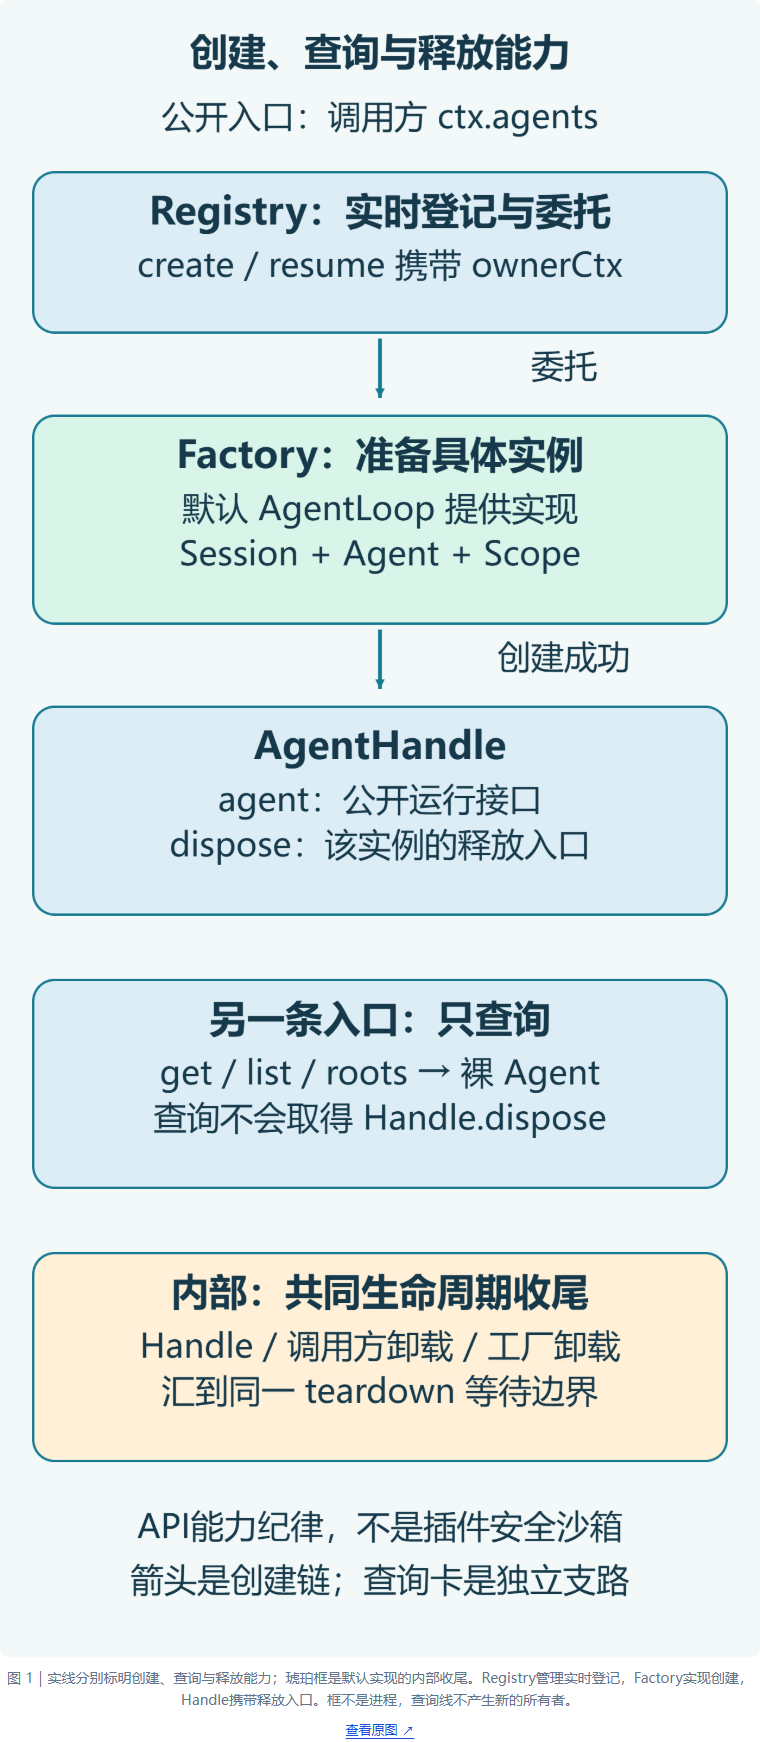 创建、查询与释放能力
公开入口：调用方 ctx.agents
Registry：实时登记与委托
create / resume 携带 ownerCtx
委托
Factory：准备具体实例
默认 AgentLoop 提供实现
Session + Agent + Scope
创建成功
AgentHandle
agent：公开运行接口
dispose：该实例的释放入口
另一条入口：只查询
get / list / roots → 裸 Agent
查询不会取得 Handle.dispose
内部：共同生命周期收尾
Handle / 调用方卸载 / 工厂卸载
汇到同一 teardown 等待边界
API能力纪律，不是插件安全沙箱
箭头是创建链；查询卡是独立支路
图 1｜实线分别标明创建、查询与释放能力；琥珀框是默认实现的内部收尾。Registry管理实时登记，Factory实现创建，
Handle携带释放入口。框不是进程，查询线不产生新的所有者。
查看原图 ↗